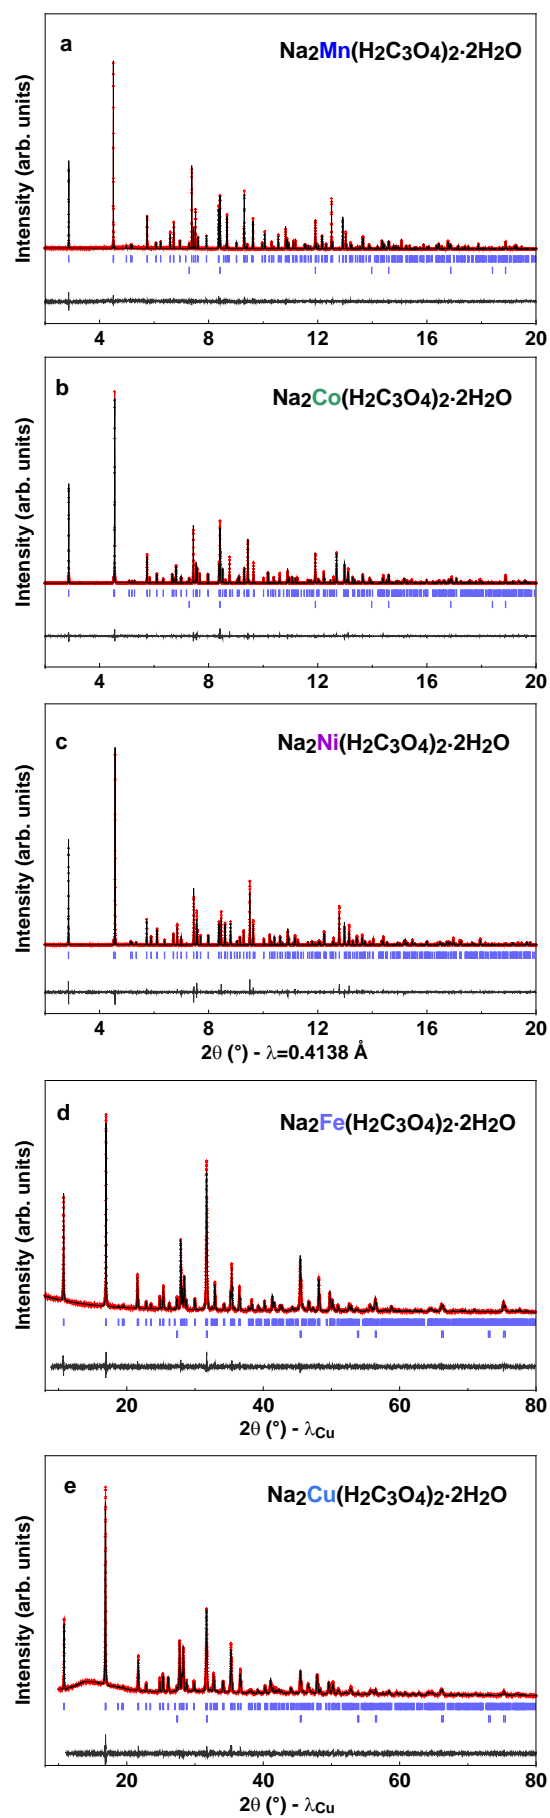 a
Na2Mn(H2C3O4)2·2H2O
Intensity (arb. units)
4 8 12 16 20
b
Na2Co(H2C3O4)2·2H2O
Intensity (arb. units)
4 8 12 16 20
c
Na2Ni(H2C3O4)2·2H2O
Intensity (arb. units)
4 8 12 16 20
2θ (°) - λ=0.4138 Å
d
Na2Fe(H2C3O4)2·2H2O
Intensity (arb. units)
20 40 60 80
2θ (°) - λCu
e
Na2Cu(H2C3O4)2·2H2O
Intensity (arb. units)
20 40 60 80
2θ (°) - λCu